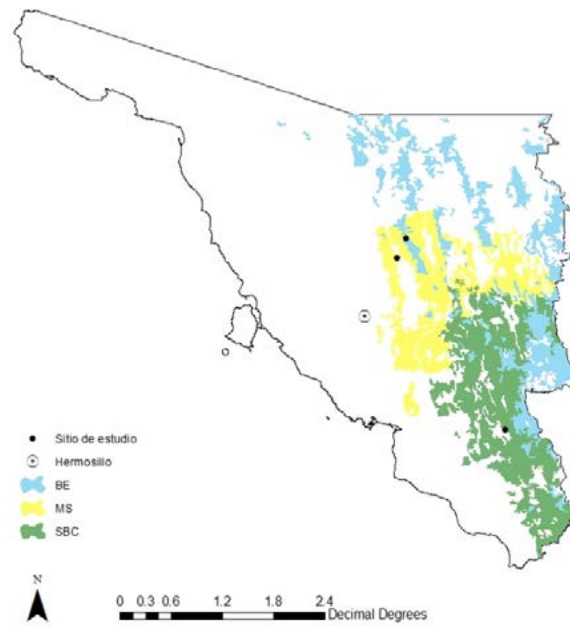 Sitio de estudio
Hermosillo
BE
MS
SBC
N
0 0.3 0.6 1.2 1.8 2.4
Decimal Degrees